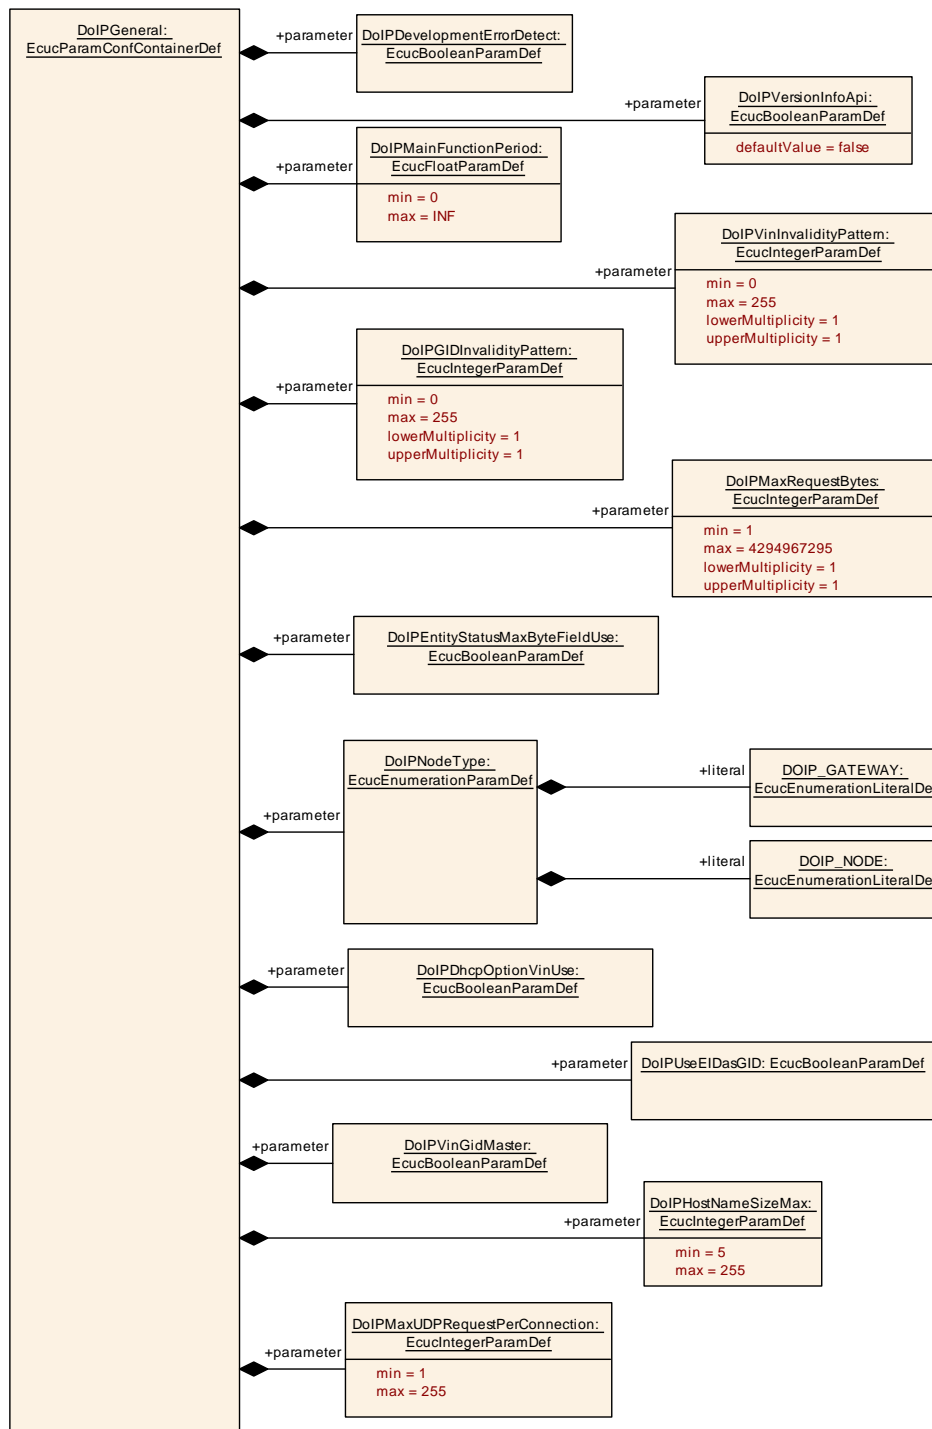 DoIPGeneral:
EcucParamConfContainerDef
+parameter
DoIPDevelopmentErrorDetect:
EcucBooleanParamDef
+parameter
DoIPVersionInfoApi:
EcucBooleanParamDef
defaultValue = false
+parameter
DoIPMainFunctionPeriod:
EcucFloatParamDef
min = 0
max = INF
+parameter
DoIPVinInvalidityPattern:
EcucIntegerParamDef
min = 0
max = 255
lowerMultiplicity = 1
upperMultiplicity = 1
+parameter
DoIPGIDInvalidityPattern:
EcucIntegerParamDef
min = 0
max = 255
lowerMultiplicity = 1
upperMultiplicity = 1
+parameter
DoIPMaxRequestBytes:
EcucIntegerParamDef
min = 1
max = 4294967295
lowerMultiplicity = 1
upperMultiplicity = 1
+parameter
DoIPEntityStatusMaxByteFieldUse:
EcucBooleanParamDef
+parameter
DoIPNodeType:
EcucEnumerationParamDef
+literal
DOIP_GATEWAY:
EcucEnumerationLiteralDe
+literal
DOIP_NODE:
EcucEnumerationLiteralDe
+parameter
DoIPDhcpOptionVinUse:
EcucBooleanParamDef
+parameter
DoIPUseEIDasGID: EcucBooleanParamDef
+parameter
DoIPVinGidMaster:
EcucBooleanParamDef
+parameter
DoIPHostNameSizeMax:
EcucIntegerParamDef
min = 5
max = 255
+parameter
DoIPMaxUDPRequestPerConnection:
EcucIntegerParamDef
min = 1
max = 255